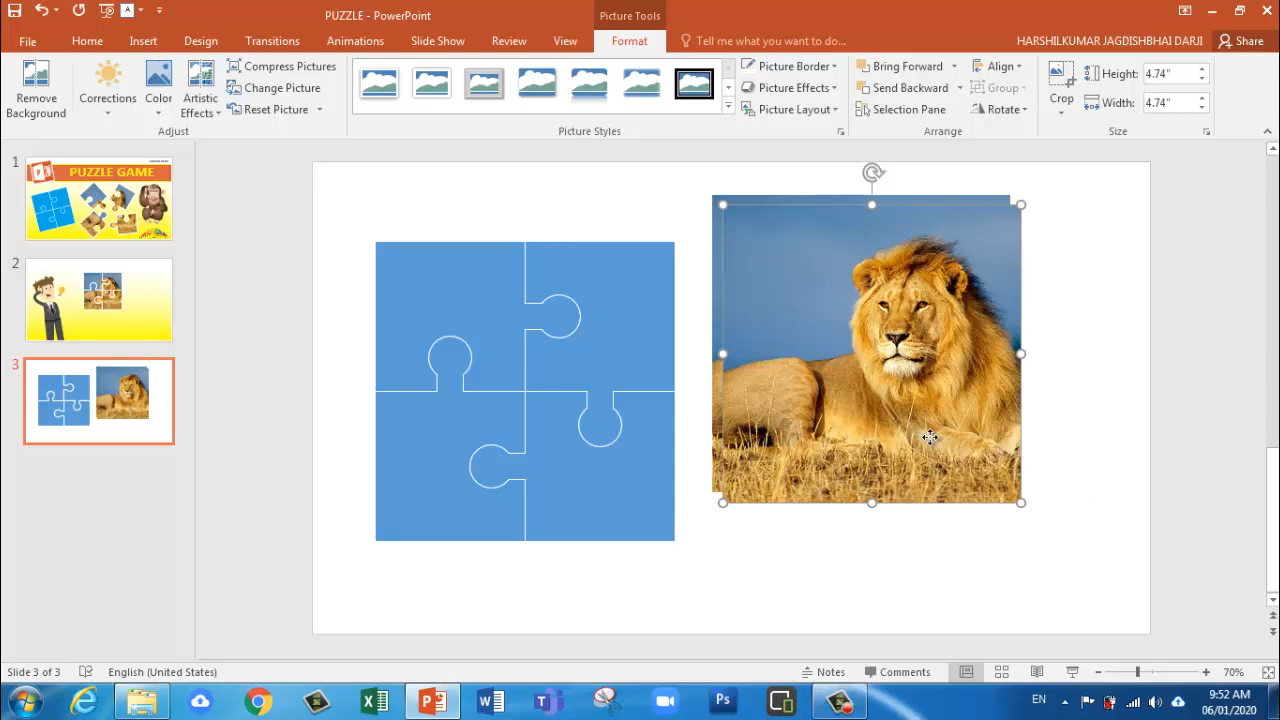 PUZZLE - PowerPoint
Picture Tools
File
Home
Insert
Design
Transitions
Animations
Slide Show
Review
View
Format
Tell me what you want to do...
HARSHILKUMAR JAGDISHBHAI DARJI
Share
Remove Background
Corrections
Color
Artistic Effects
Compress Pictures
Change Picture
Reset Picture
Adjust
Picture Styles
Picture Border
Picture Effects
Picture Layout
Bring Forward
Send Backward
Selection Pane
Align
Group
Rotate
Arrange
Crop
Height: 4.74"
Width: 4.74"
Size
1
PUZZLE GAME
2
3
Slide 3 of 3
English (United States)
Notes
Comments
70%
EN
9:52 AM
06/01/2020